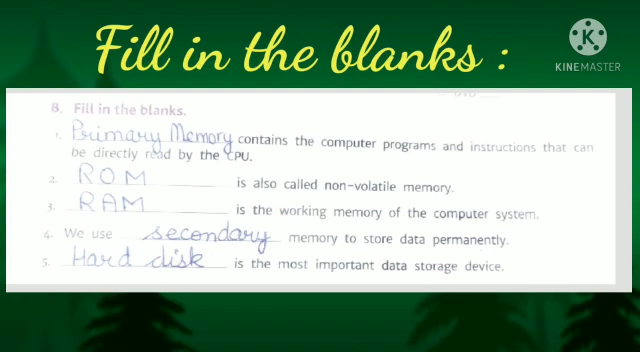 Fill in the blanks :
KINEMASTER
B. Fill in the blanks.
1. Primary Memory contains the computer programs and instructions that can
be directly read by the CPU.
2. ROM is also called non-volatile memory.
3. RAM is the working memory of the computer system.
4. We use secondary memory to store data permanently.
5. Hard disk is the most important data storage device.